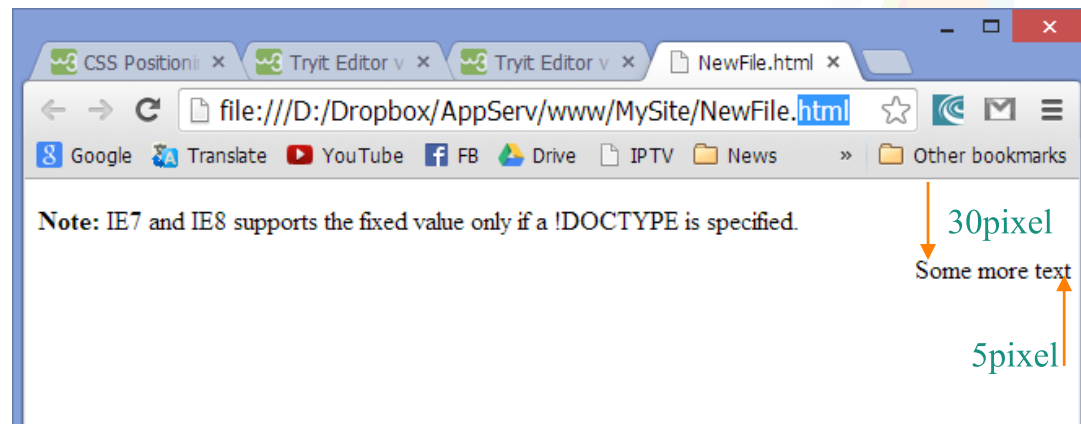 CSS Positioni
Tryit Editor v
Tryit Editor v
NewFile.html
file:///D:/Dropbox/AppServ/www/MySite/NewFile.html
8 Google Translate YouTube f FB Drive IPTV News » Other bookmarks
Note: IE7 and IE8 supports the fixed value only if a !DOCTYPE is specified.
30pixel
Some more text
5pixel